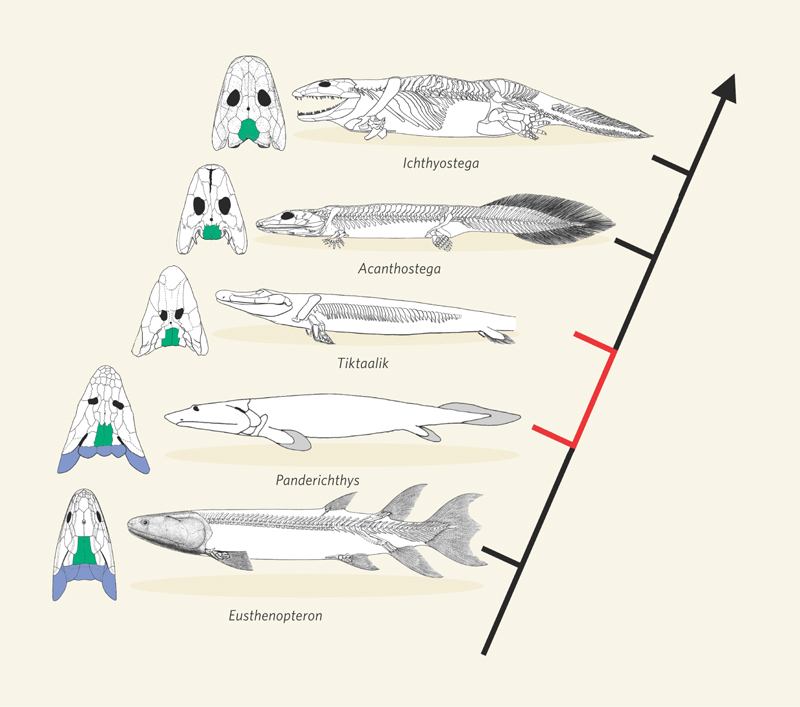 Ichthyostega
Acanthostega
Tiktaalik
Panderichthys
Eusthenopteron